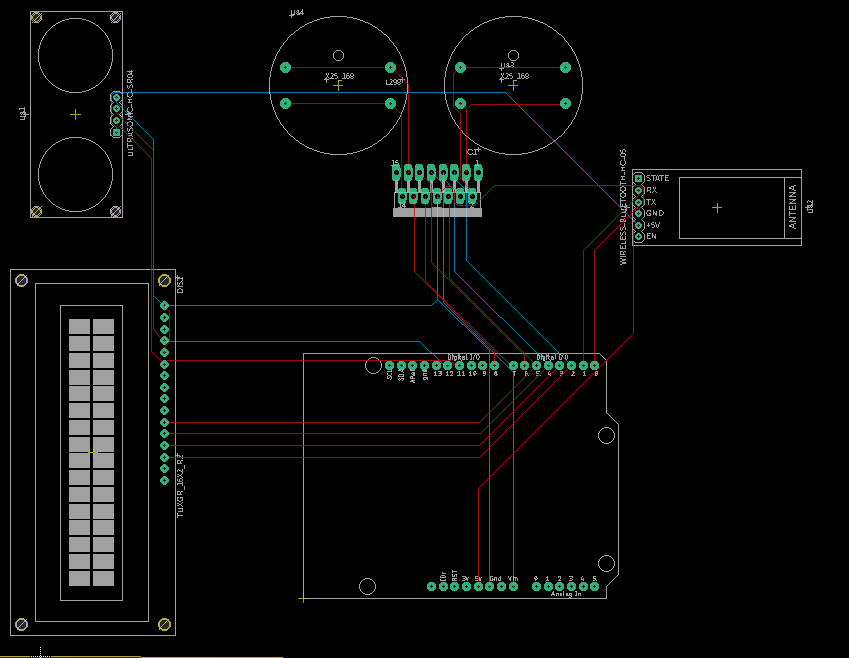 U$4
U$3
X25_168
X25_168
L298
U$1
ULTRASONIC-HC-SR04
15
1
WIRELESS-BLUETOOTH-HC-05
STATE
RX
TX
GND
+5V
EN
ANTENNA
U$2
DIS1
TUXGR_16X2_R2
Digital I/O
Digital I/O
SCL
SDA
AREF
gnd
13
12
11
10
9
8
7
6
5
4
3
2
1
0
IOr
RST
3V
5V
Gnd
Vin
0
1
2
3
4
5
Analog In